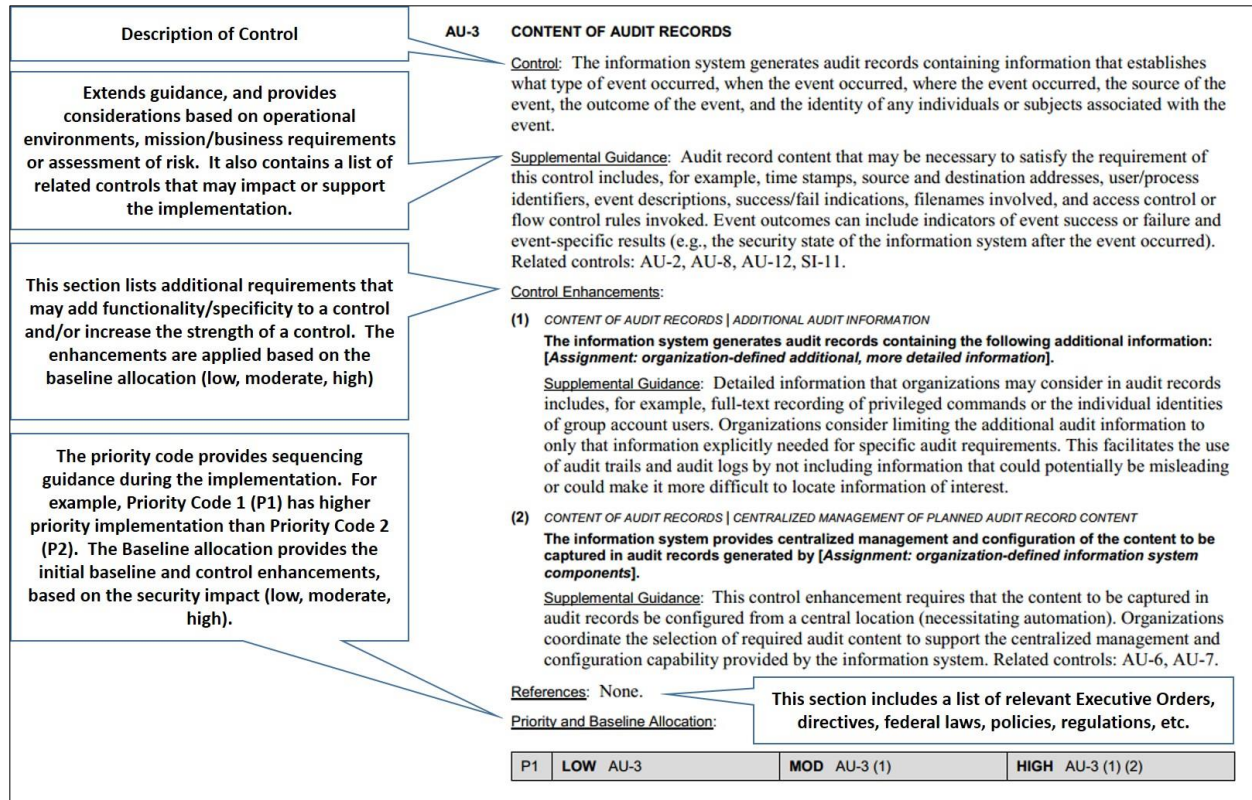 Description of Control
Extends guidance, and provides
considerations based on operational
environments, mission/business requirements
or assessment of risk.  It also contains a list of
related controls that may impact or support
the implementation.
This section lists additional requirements that
may add functionality/specificity to a control
and/or increase the strength of a control.  The
enhancements are applied based on the
baseline allocation (low, moderate, high)
The priority code provides sequencing
guidance during the implementation.  For
example, Priority Code 1 (P1) has higher
priority implementation than Priority Code 2
(P2).  The Baseline allocation provides the
initial baseline and control enhancements,
based on the security impact (low, moderate,
high).
AU-3 CONTENT OF AUDIT RECORDS
Control:  The information system generates audit records containing information that establishes
what type of event occurred, when the event occurred, where the event occurred, the source of the
event, the outcome of the event, and the identity of any individuals or subjects associated with the
event.
Supplemental Guidance:  Audit record content that may be necessary to satisfy the requirement of
this control includes, for example, time stamps, source and destination addresses, user/process
identifiers, event descriptions, success/fail indications, filenames involved, and access control or
flow control rules invoked. Event outcomes can include indicators of event success or failure and
event-specific results (e.g., the security state of the information system after the event occurred).
Related controls: AU-2, AU-8, AU-12, SI-11.
Control Enhancements:
(1) CONTENT OF AUDIT RECORDS | ADDITIONAL AUDIT INFORMATION
The information system generates audit records containing the following additional information:
[Assignment: organization-defined additional, more detailed information].
Supplemental Guidance:  Detailed information that organizations may consider in audit records
includes, for example, full-text recording of privileged commands or the individual identities
of group account users. Organizations consider limiting the additional audit information to
only that information explicitly needed for specific audit requirements. This facilitates the use
of audit trails and audit logs by not including information that could potentially be misleading
or could make it more difficult to locate information of interest.
(2) CONTENT OF AUDIT RECORDS | CENTRALIZED MANAGEMENT OF PLANNED AUDIT RECORD CONTENT
The information system provides centralized management and configuration of the content to be
captured in audit records generated by [Assignment: organization-defined information system
components].
Supplemental Guidance:  This control enhancement requires that the content to be captured in
audit records be configured from a central location (necessitating automation). Organizations
coordinate the selection of required audit content to support the centralized management and
configuration capability provided by the information system. Related controls: AU-6, AU-7.
References:  None.
This section includes a list of relevant Executive Orders,
directives, federal laws, policies, regulations, etc.
Priority and Baseline Allocation:
P1 LOW AU-3 MOD AU-3 (1) HIGH AU-3 (1) (2)